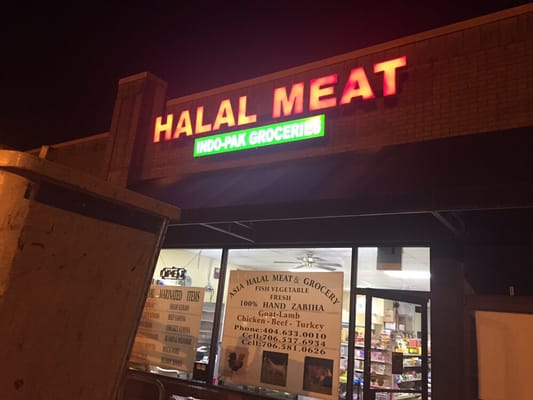 HALAL MEAT
INDO-PAK GROCERIES
OPEN
ASIA HALAL MEAT & GROCERY
FISH VEGETABLE
FRESH
100% HAND ZABIHA
Goat-Lamb
Chicken - Beef - Turkey
Phone:404.633.0010
Cell:706.537.6934
Cell:706.581.0626
MARINATED ITEMS